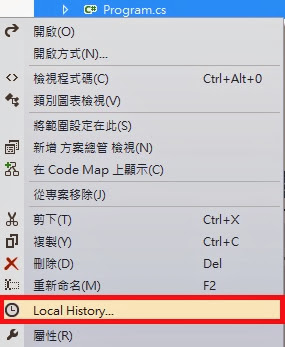 C# Program.cs
開啟(O)
開啟方式(N)...
檢視程式碼(C) Ctrl+Alt+0
類別圖表檢視(V)
將範圍設定在此(S)
新增 方案總管 檢視(N)
在 Code Map 上顯示(C)
從專案移除(J)
剪下(T) Ctrl+X
複製(Y) Ctrl+C
刪除(D) Del
重新命名(M) F2
Local History...
屬性(R)